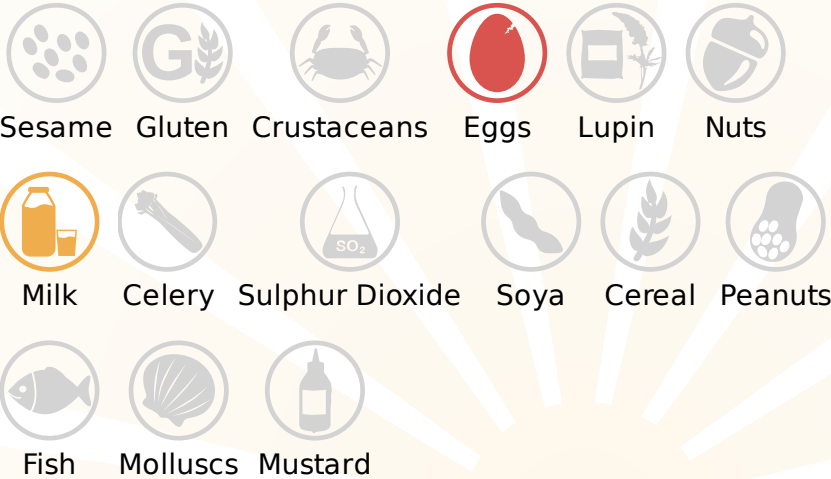 G
Sesame Gluten Crustaceans Eggs Lupin Nuts
SO₂
Milk Celery Sulphur Dioxide Soya Cereal Peanuts
Fish Molluscs Mustard